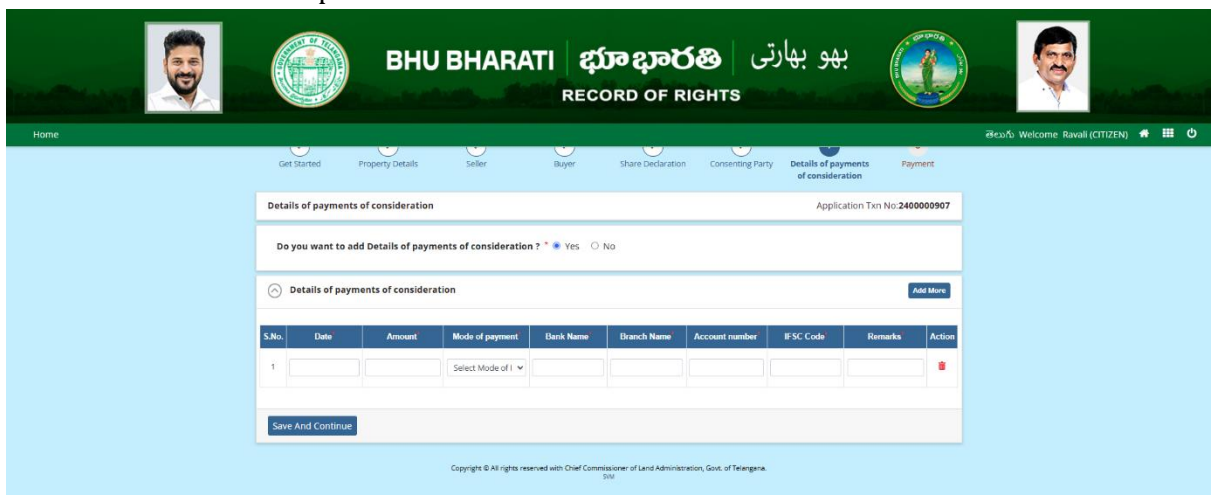 BHU BHARATI భూ భారతి بھو بھارتی
RECORD OF RIGHTS
Home
తెలుగు Welcome Ravali (CITIZEN)
Get Started Property Details Seller Buyer Share Declaration Consenting Party Details of payments of consideration Payment
Details of payments of consideration Application Txn No:2400000907
Do you want to add Details of payments of consideration ? * Yes No
Details of payments of consideration Add More
S.No. Date* Amount* Mode of payment* Bank Name* Branch Name* Account number* IFSC Code* Remarks* Action
1 Select Mode of
Save And Continue
Copyright © All rights reserved with Chief Commissioner of Land Administration, Govt. of Telangana.